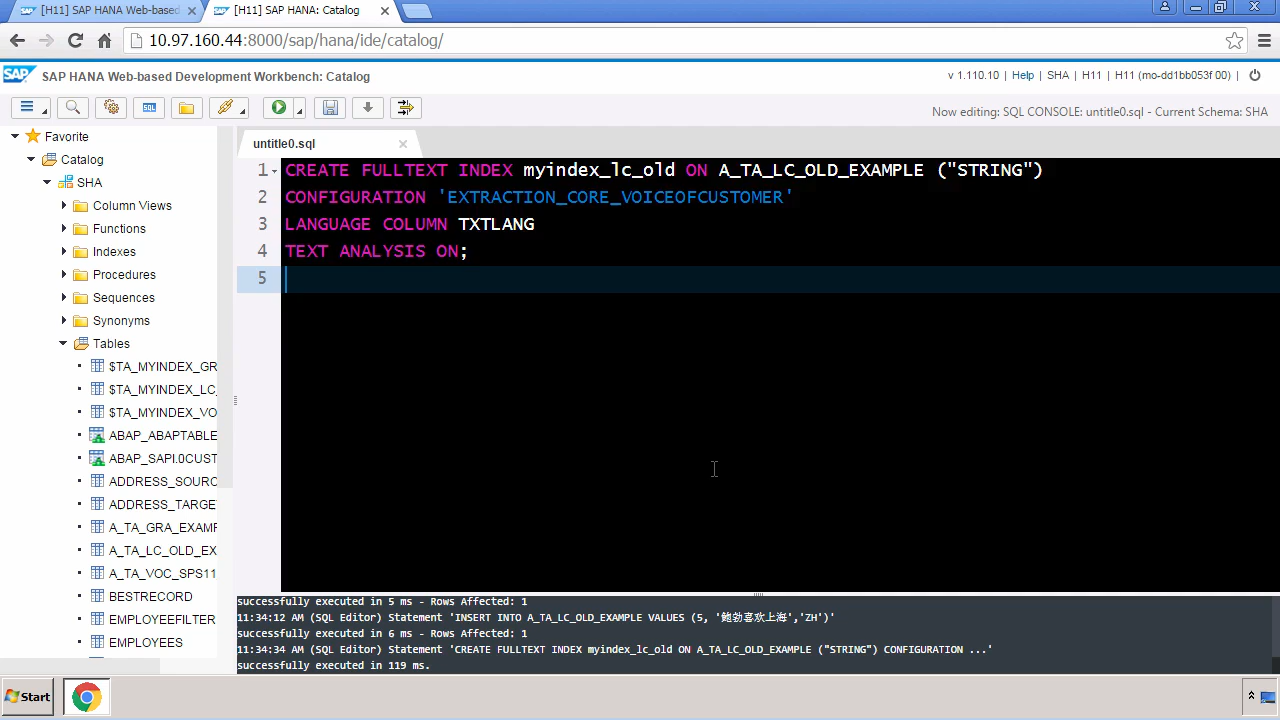 [H11] SAP HANA Web-based
[H11] SAP HANA: Catalog
10.97.160.44:8000/sap/hana/ide/catalog/
SAP SAP HANA Web-based Development Workbench: Catalog
v 1.110.10 | Help | SHA | H11 | H11 (mo-dd1bb053f:00) |
Now editing: SQL CONSOLE: untitle0.sql - Current Schema: SHA
Favorite
Catalog
SHA
Column Views
Functions
Indexes
Procedures
Sequences
Synonyms
Tables
$TA_MYINDEX_GR
$TA_MYINDEX_LC_
$TA_MYINDEX_VO
ABAP_ABAPTABLE
ABAP_SAPI.0CUST
ADDRESS_SOURC
ADDRESS_TARGE
A_TA_GRA_EXAMP
A_TA_LC_OLD_EX
A_TA_VOC_SPS11_
BESTRECORD
EMPLOYEEFILTER
EMPLOYEES
untitle0.sql
1 CREATE FULLTEXT INDEX myindex_lc_old ON A_TA_LC_OLD_EXAMPLE ("STRING")
2 CONFIGURATION 'EXTRACTION_CORE_VOICEOFCUSTOMER'
3 LANGUAGE COLUMN TXTLANG
4 TEXT ANALYSIS ON;
5
successfully executed in 5 ms - Rows Affected: 1
11:34:12 AM (SQL Editor) Statement 'INSERT INTO A_TA_LC_OLD_EXAMPLE VALUES (5, '鲍勃喜欢上海','ZH')'
successfully executed in 6 ms - Rows Affected: 1
11:34:34 AM (SQL Editor) Statement 'CREATE FULLTEXT INDEX myindex_lc_old ON A_TA_LC_OLD_EXAMPLE ("STRING") CONFIGURATION ...'
successfully executed in 119 ms.
Start